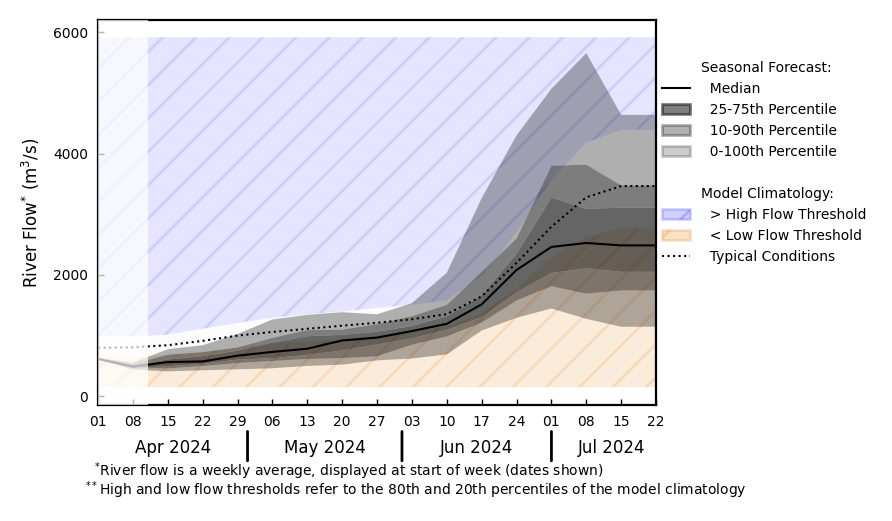 6000
4000
2000
0
River Flow* (m³/s)
01 08 15 22 29 06 13 20 27 03 10 17 24 01 08 15 22
Apr 2024 May 2024 Jun 2024 Jul 2024
Seasonal Forecast:
Median
25-75th Percentile
10-90th Percentile
0-100th Percentile
Model Climatology:
> High Flow Threshold
< Low Flow Threshold
Typical Conditions
*River flow is a weekly average, displayed at start of week (dates shown)
**High and low flow thresholds refer to the 80th and 20th percentiles of the model climatology